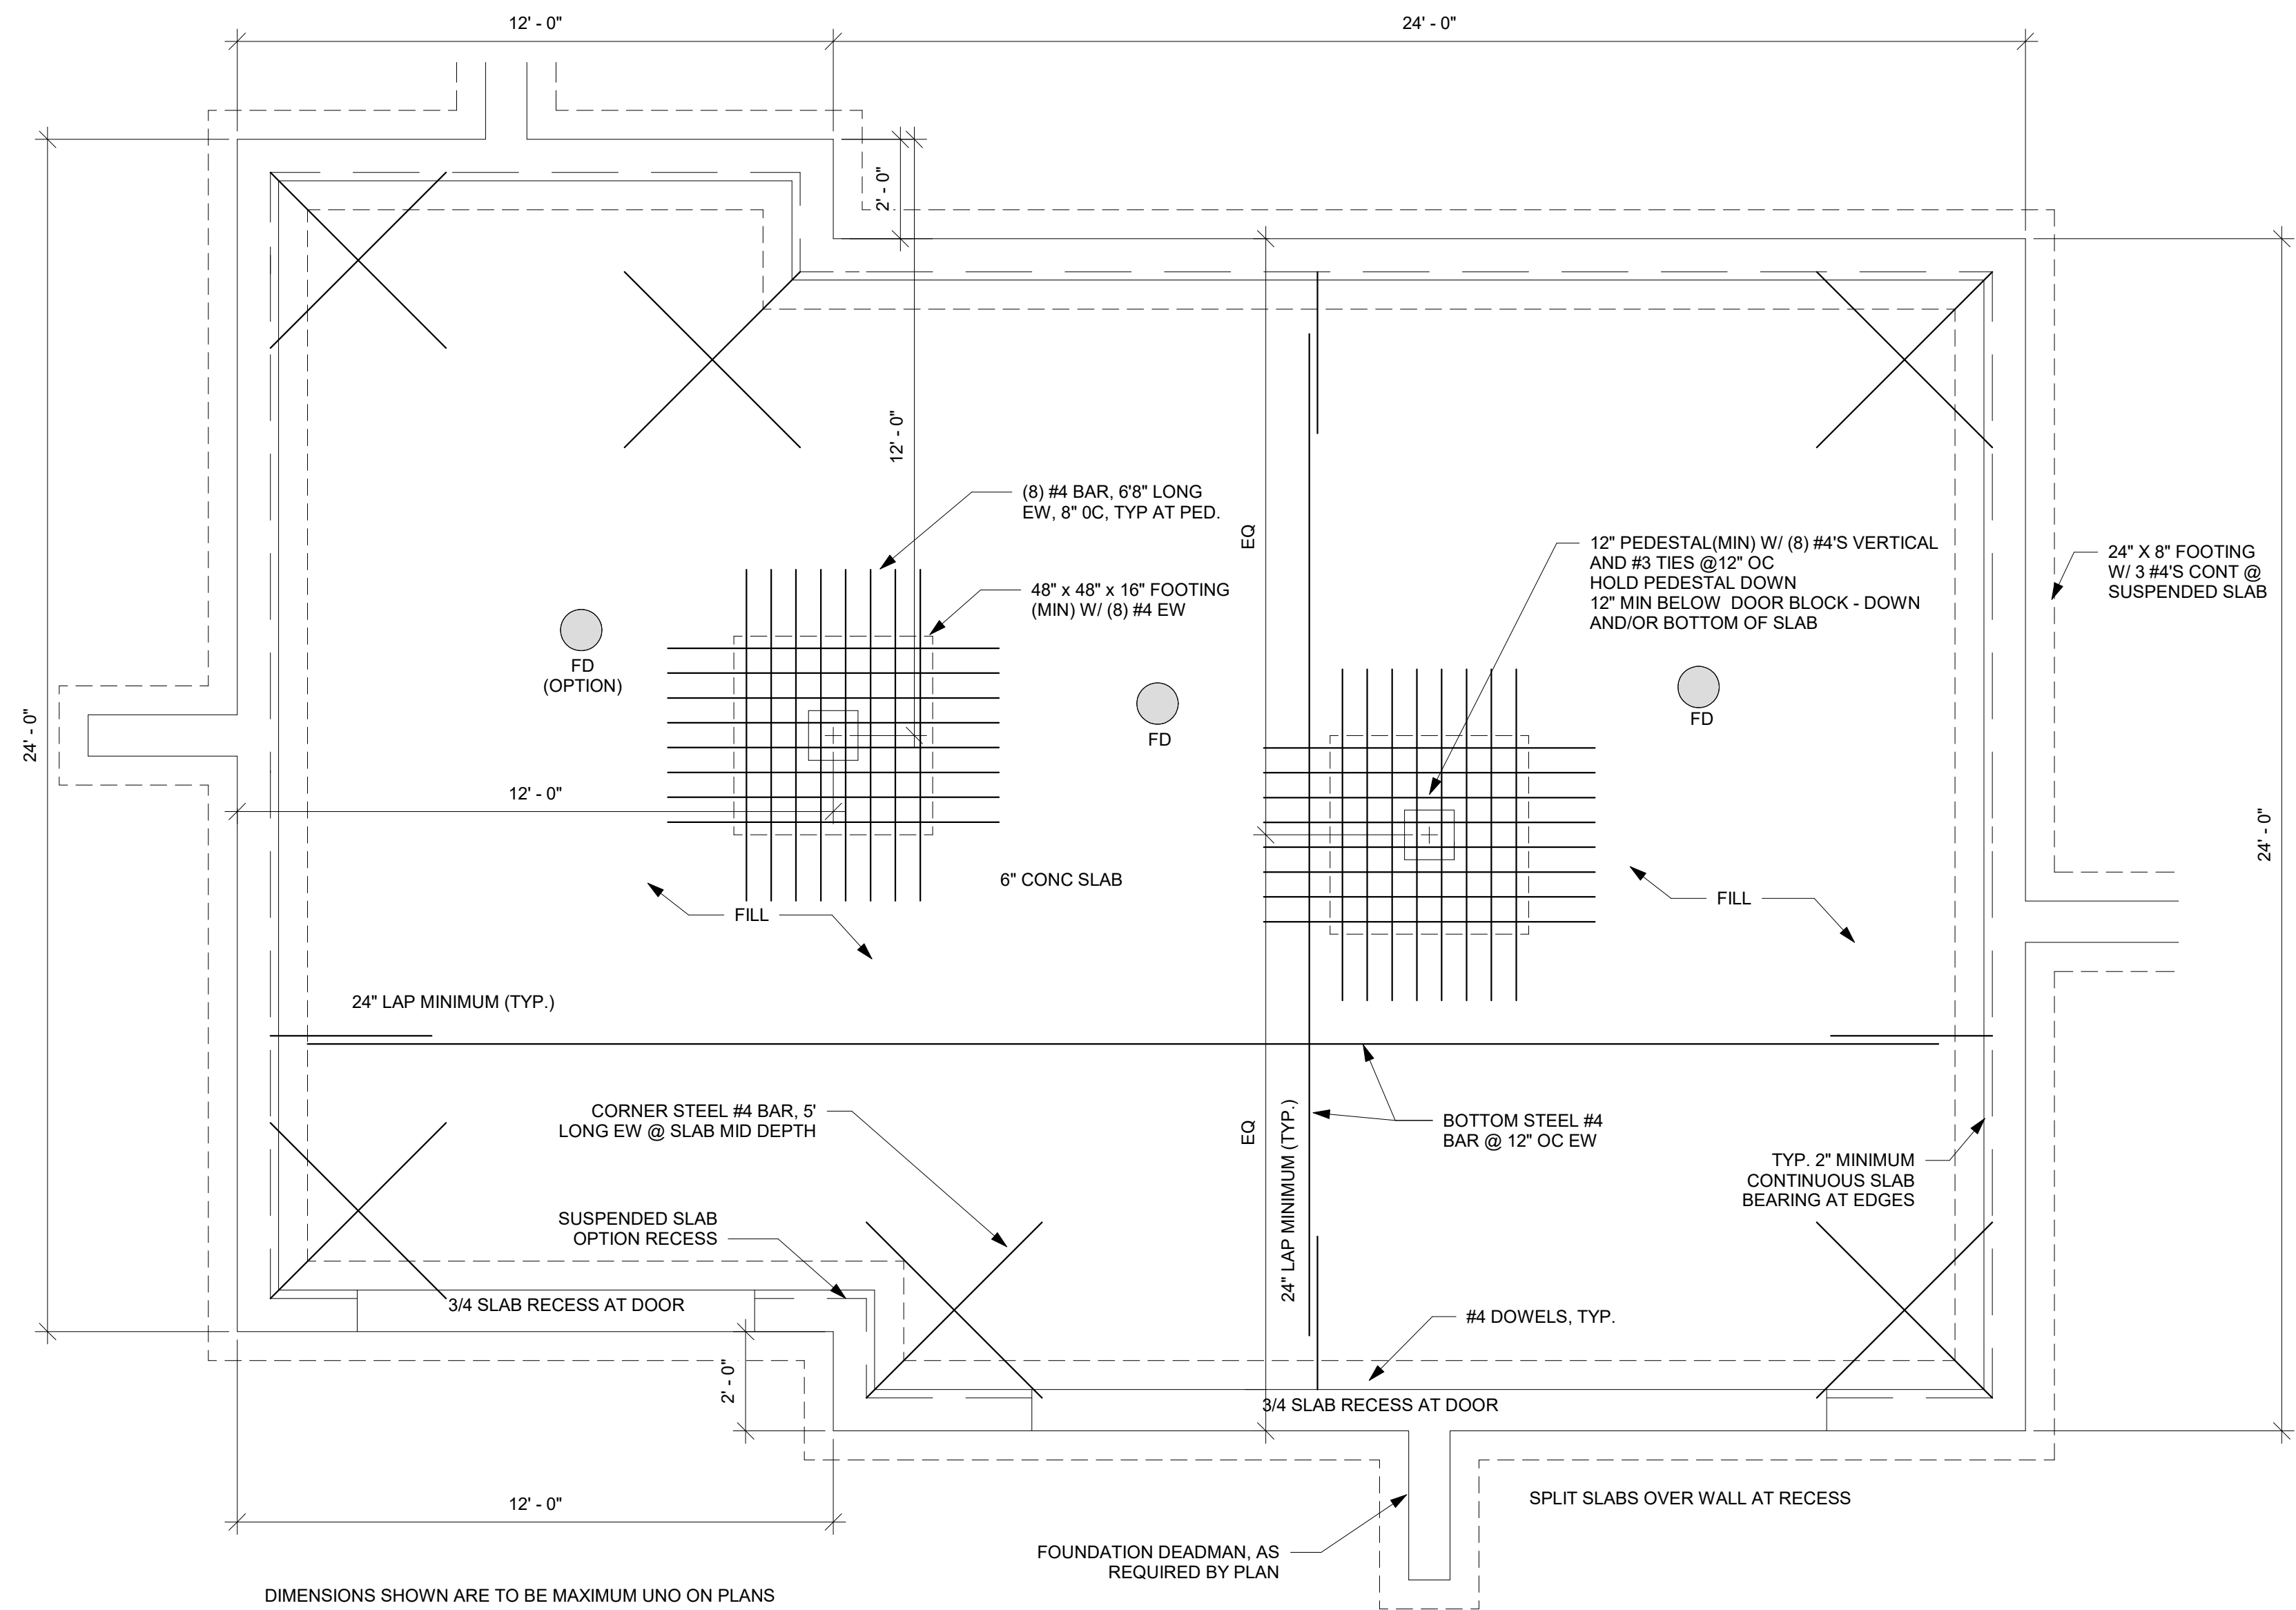 12' - 0"
24' - 0"
2' - 0"
12' - 0"
(8) #4 BAR, 6'8" LONG
EW, 8" 0C, TYP AT PED.
EQ
12" PEDESTAL(MIN) W/ (8) #4'S VERTICAL
AND #3 TIES @12" OC
HOLD PEDESTAL DOWN
12" MIN BELOW DOOR BLOCK - DOWN
AND/OR BOTTOM OF SLAB
24" X 8" FOOTING
W/ 3 #4'S CONT @
SUSPENDED SLAB
48" x 48" x 16" FOOTING
(MIN) W/ (8) #4 EW
FD
(OPTION)
FD
FD
24' - 0"
12' - 0"
24' - 0"
6" CONC SLAB
FILL
FILL
24" LAP MINIMUM (TYP.)
CORNER STEEL #4 BAR, 5'
LONG EW @ SLAB MID DEPTH
EQ
24" LAP MINIMUM (TYP.)
BOTTOM STEEL #4
BAR @ 12" OC EW
TYP. 2" MINIMUM
CONTINUOUS SLAB
BEARING AT EDGES
SUSPENDED SLAB
OPTION RECESS
3/4 SLAB RECESS AT DOOR
#4 DOWELS, TYP.
2' - 0"
3/4 SLAB RECESS AT DOOR
12' - 0"
SPLIT SLABS OVER WALL AT RECESS
FOUNDATION DEADMAN, AS
REQUIRED BY PLAN
DIMENSIONS SHOWN ARE TO BE MAXIMUM UNO ON PLANS